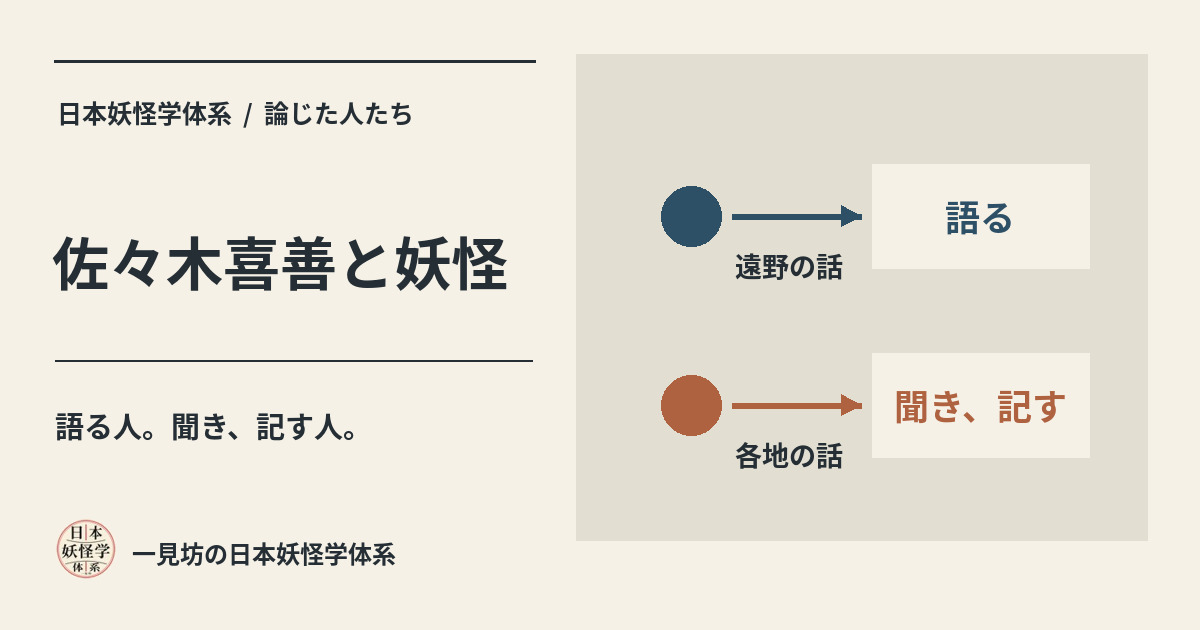 日本妖怪学体系 / 論じた人たち
佐々木喜善と妖怪
語る人。聞き、記す人。
日本
妖怪学
体系
一見坊の日本妖怪学体系
語る
遠野の話
聞き、記す
各地の話